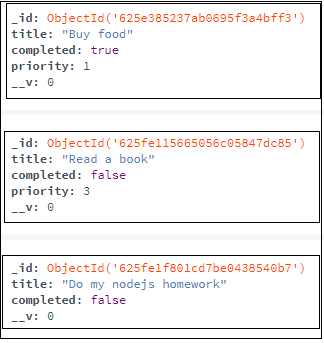 _id: ObjectId('625e385237ab0695f3a4bff3')
title: "Buy food"
completed: true
priority: 1
__v: 0
_id: ObjectId('625fe115665056c05847dc85')
title: "Read a book"
completed: false
priority: 3
__v: 0
_id: ObjectId('625fe1f801cd7be0438540b7')
title: "Do my nodejs homework"
completed: false
__v: 0